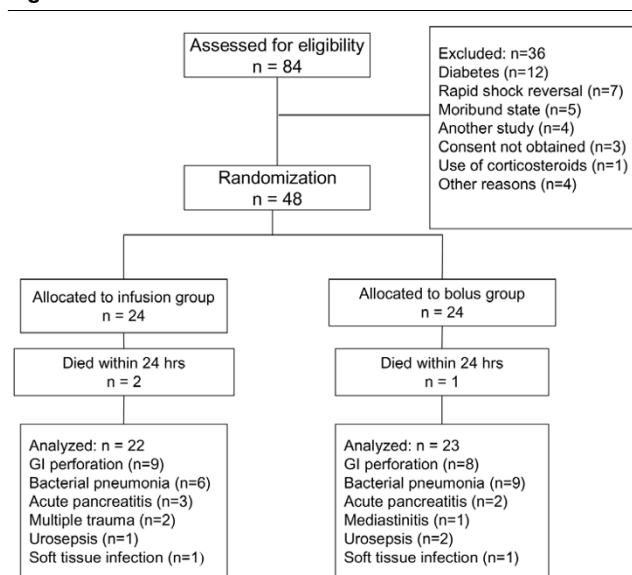 Assessed for eligibility
n = 84
Excluded: n=36
Diabetes (n=12)
Rapid shock reversal (n=7)
Moribund state (n=5)
Another study (n=4)
Consent not obtained (n=3)
Use of corticosteroids (n=1)
Other reasons (n=4)
Randomization
n = 48
Allocated to infusion group
n = 24
Allocated to bolus group
n = 24
Died within 24 hrs
n = 2
Died within 24 hrs
n = 1
Analyzed: n = 22
GI perforation (n=9)
Bacterial pneumonia (n=6)
Acute pancreatitis (n=3)
Multiple trauma (n=2)
Urosepsis (n=1)
Soft tissue infection (n=1)
Analyzed: n = 23
GI perforation (n=8)
Bacterial pneumonia (n=9)
Acute pancreatitis (n=2)
Mediastinitis (n=1)
Urosepsis (n=2)
Soft tissue infection (n=1)